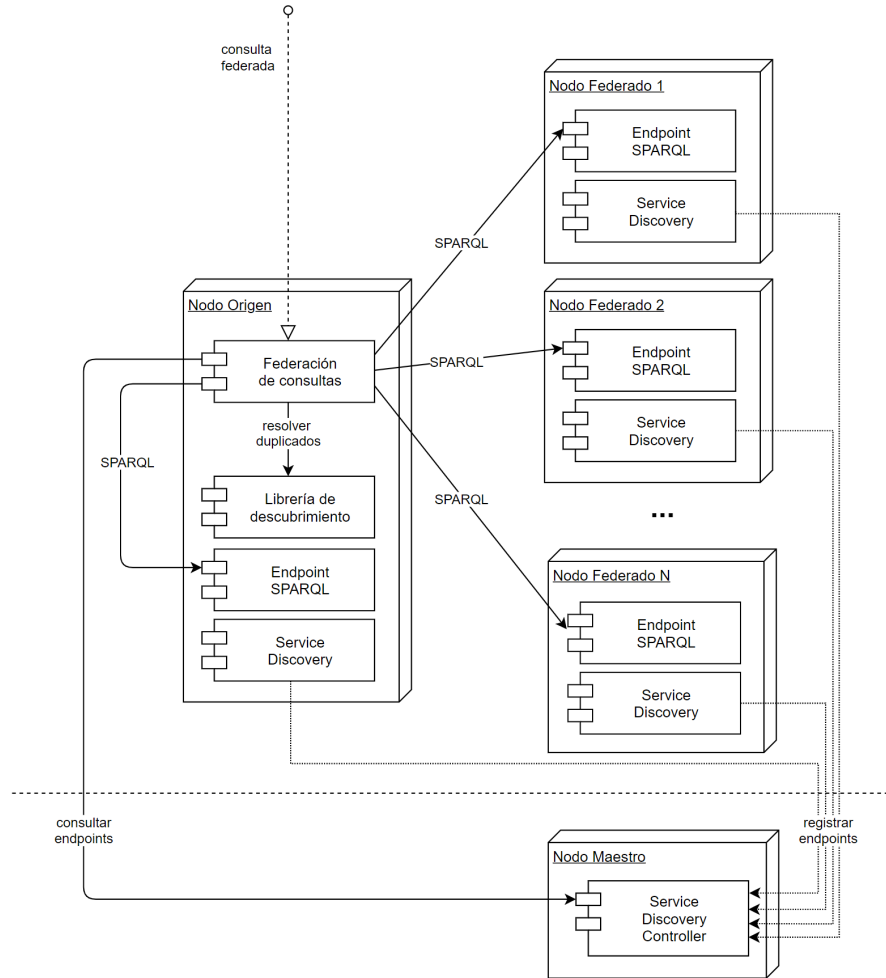 consulta
federada
Nodo Federado 1
Endpoint
SPARQL
Service
Discovery
SPARQL
Nodo Origen
Federación
de consultas
resolver
duplicados
SPARQL
Librería de
descubrimiento
Endpoint
SPARQL
Service
Discovery
SPARQL
Nodo Federado 2
Endpoint
SPARQL
Service
Discovery
SPARQL
...
Nodo Federado N
Endpoint
SPARQL
Service
Discovery
consultar
endpoints
registrar
endpoints
Nodo Maestro
Service
Discovery
Controller